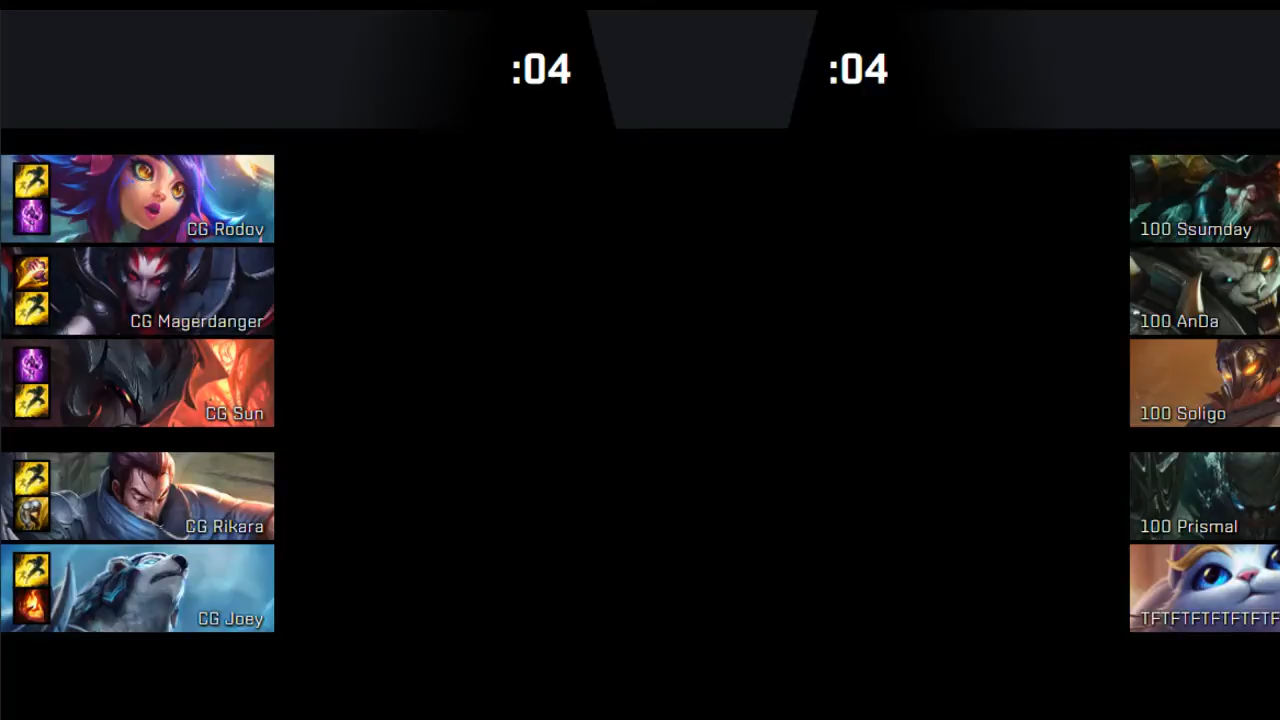 :04 :04
CG Rodov
CG Magerdanger
CG Sun
CG Rikara
CG Joey
100 Ssumday
100 AnDa
100 Soligo
100 Prismal
TFTFTFTFTFTFTF